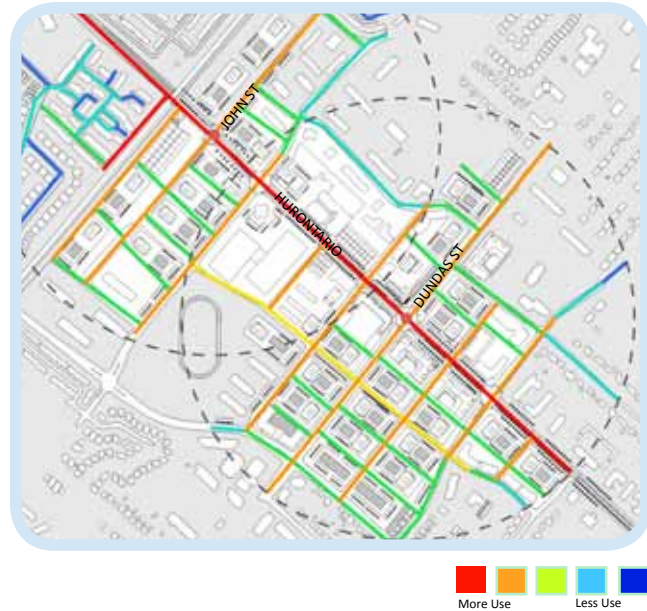 JOHN ST
HURONTARIO
DUNDAS ST
More Use
Less Use